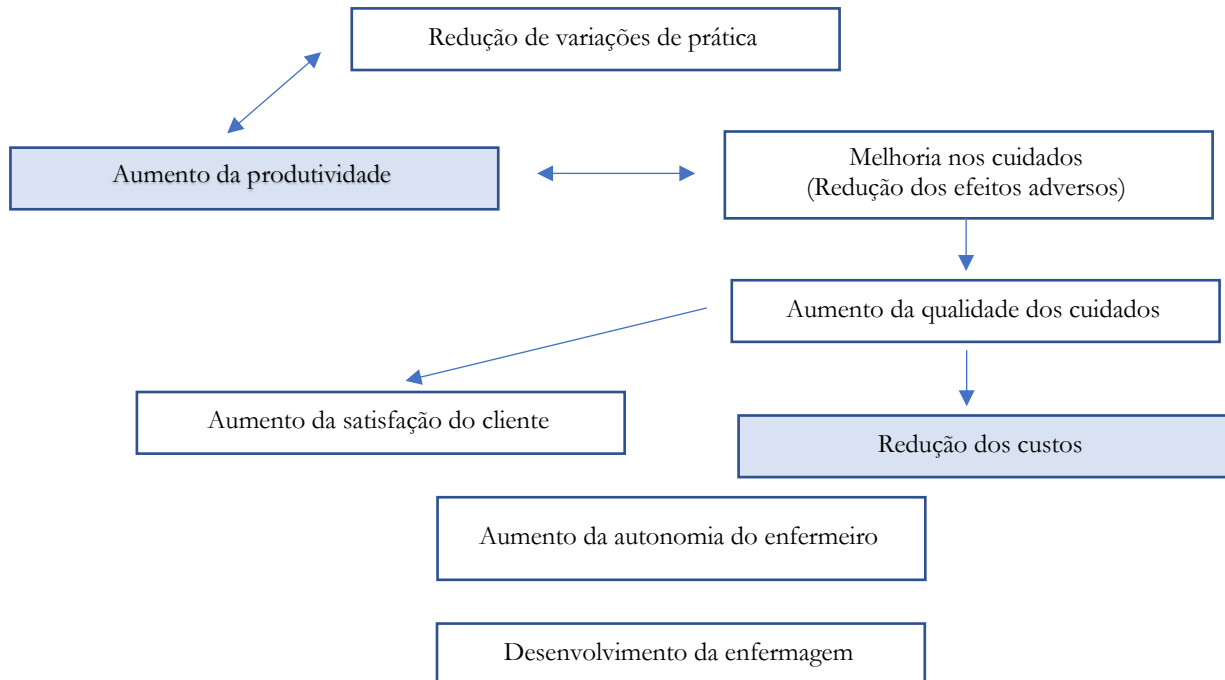 Redução de variações de prática
Aumento da produtividade
Melhoria nos cuidados
(Redução dos efeitos adversos)
Aumento da qualidade dos cuidados
Aumento da satisfação do cliente
Redução dos custos
Aumento da autonomia do enfermeiro
Desenvolvimento da enfermagem